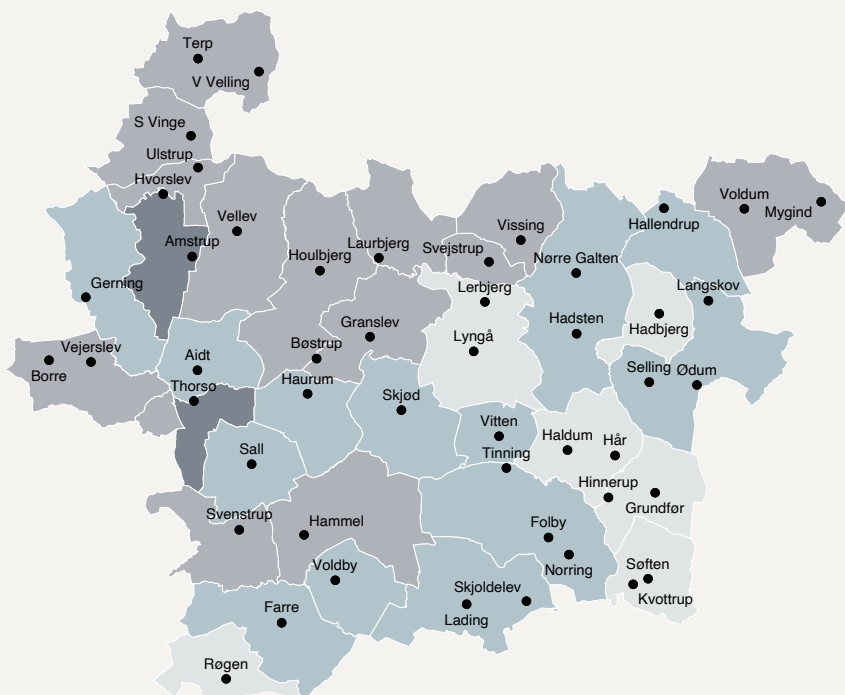 Terp
V Velling
S Vinge
Ulstrup
Hvorslev
Voldum
Mygind
Vellev
Hallendrup
Vissing
Amstrup
Houlbjerg
Laurbjerg
Svejstrup
Nørre Galten
Gerning
Lerbjerg
Langskov
Granslev
Hadsten
Hadbjerg
Lyngå
Bøstrup
Vejerslev
Borre
Aidt
Thorsø
Haurum
Skjød
Selling
Ødum
Vitten
Tinning
Haldum
Hår
Sall
Hinnerup
Grundfør
Svenstrup
Hammel
Folby
Norring
Voldby
Skjoldelev
Lading
Søften
Kvottrup
Farre
Røgen